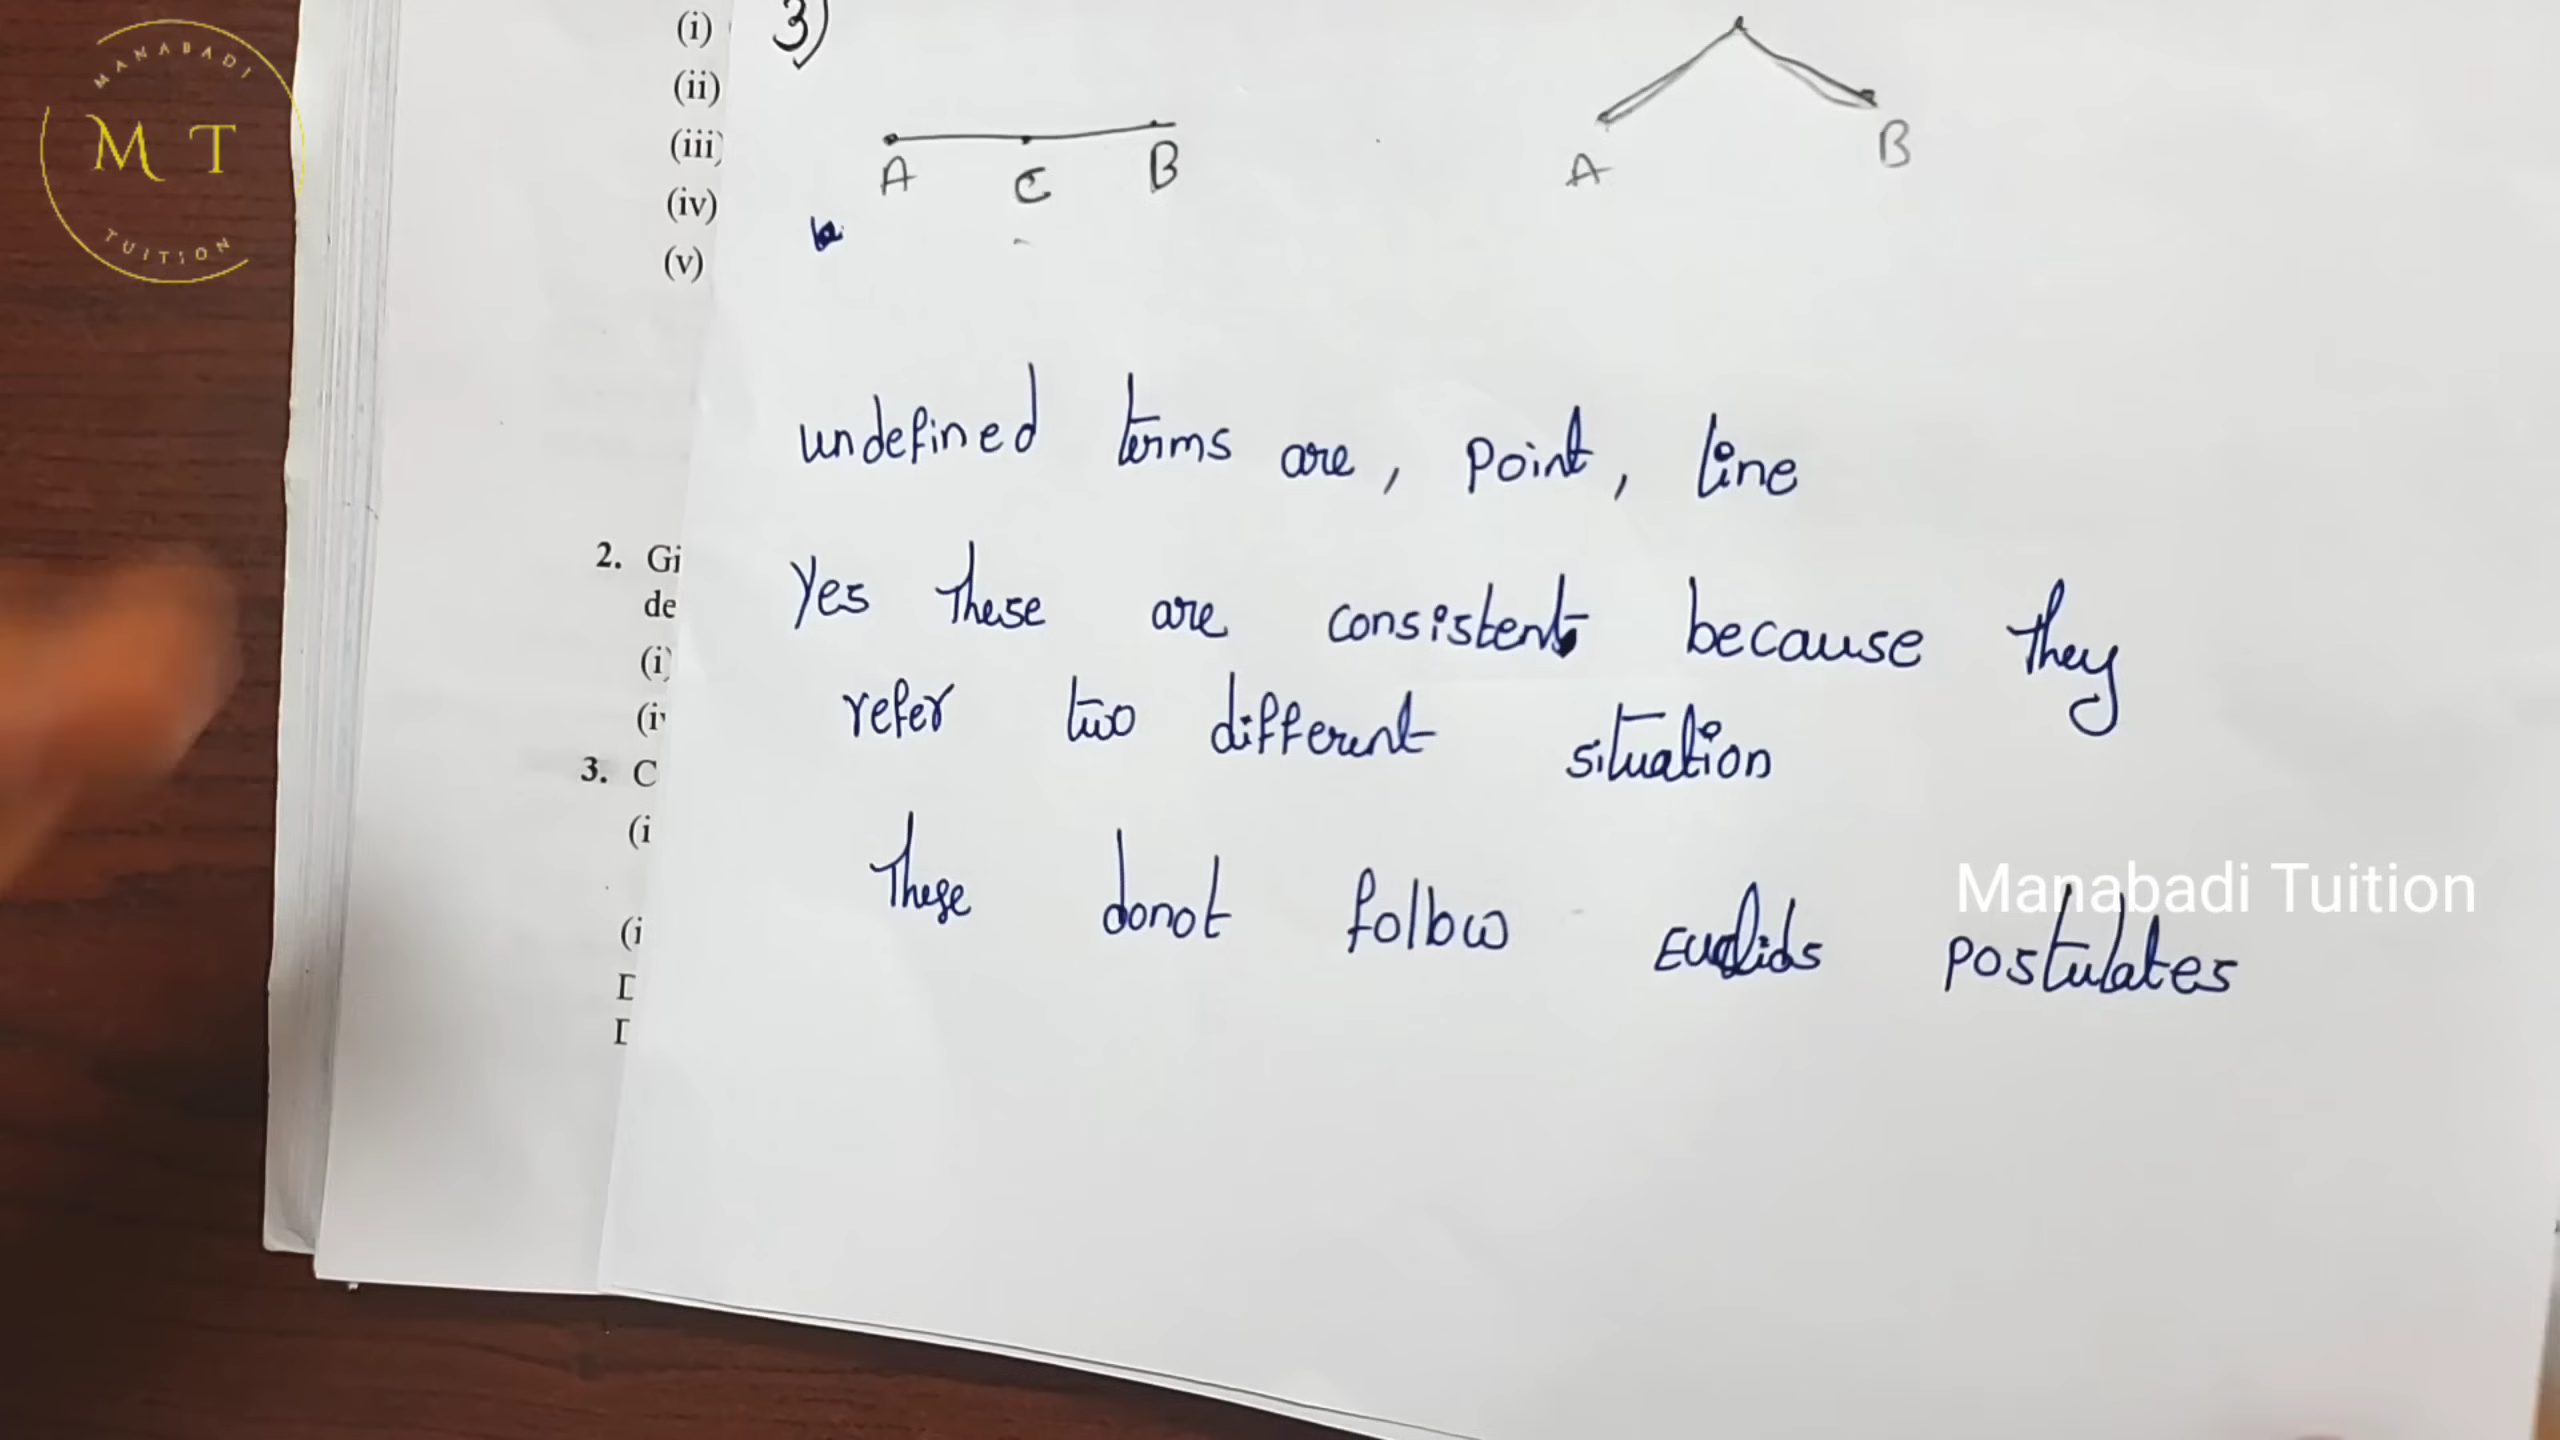 MANABADI
M T
TUITION
(i)
(ii)
(iii)
(iv)
(v)
3)
A C B
A B
undefined terms are, Point, line
2. Gi
de
(i)
(i
3. C
(i
(i
Yes These are consistent because They
refer two different situation
These donot follow Euclids postulates
Manabadi Tuition